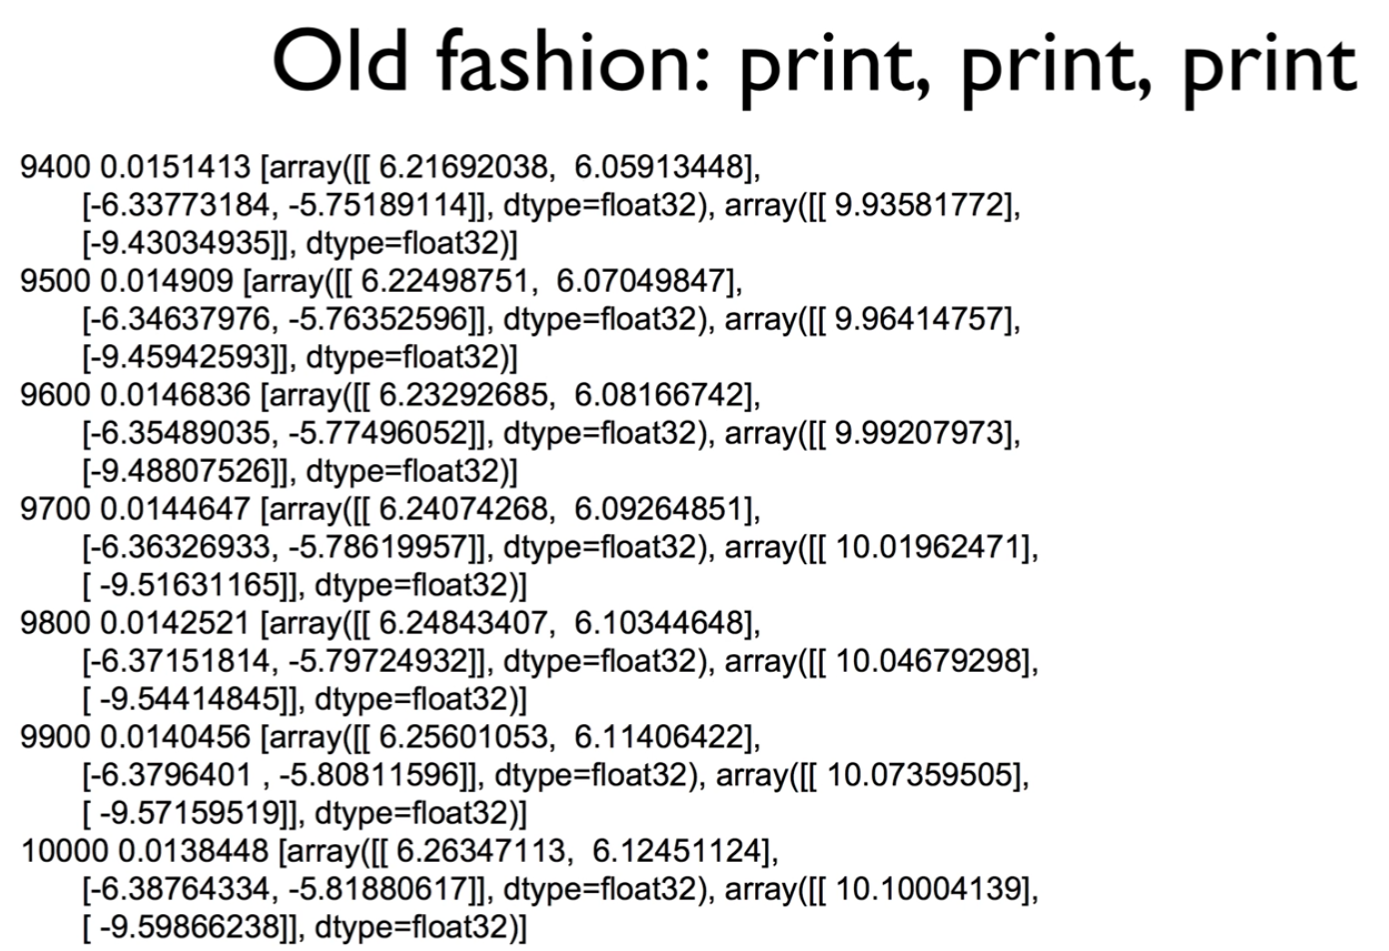 Old fashion: print, print, print
9400 0.0151413 [array([[ 6.21692038,  6.05913448],
[-6.33773184, -5.75189114]], dtype=float32), array([[ 9.93581772],
[-9.43034935]], dtype=float32)]
9500 0.014909 [array([[ 6.22498751,  6.07049847],
[-6.34637976, -5.76352596]], dtype=float32), array([[ 9.96414757],
[-9.45942593]], dtype=float32)]
9600 0.0146836 [array([[ 6.23292685,  6.08166742],
[-6.35489035, -5.77496052]], dtype=float32), array([[ 9.99207973],
[-9.48807526]], dtype=float32)]
9700 0.0144647 [array([[ 6.24074268,  6.09264851],
[-6.36326933, -5.78619957]], dtype=float32), array([[ 10.01962471],
[ -9.51631165]], dtype=float32)]
9800 0.0142521 [array([[ 6.24843407,  6.10344648],
[-6.37151814, -5.79724932]], dtype=float32), array([[ 10.04679298],
[ -9.54414845]], dtype=float32)]
9900 0.0140456 [array([[ 6.25601053,  6.11406422],
[-6.3796401 , -5.80811596]], dtype=float32), array([[ 10.07359505],
[ -9.57159519]], dtype=float32)]
10000 0.0138448 [array([[ 6.26347113,  6.12451124],
[-6.38764334, -5.81880617]], dtype=float32), array([[ 10.10004139],
[ -9.59866238]], dtype=float32)]